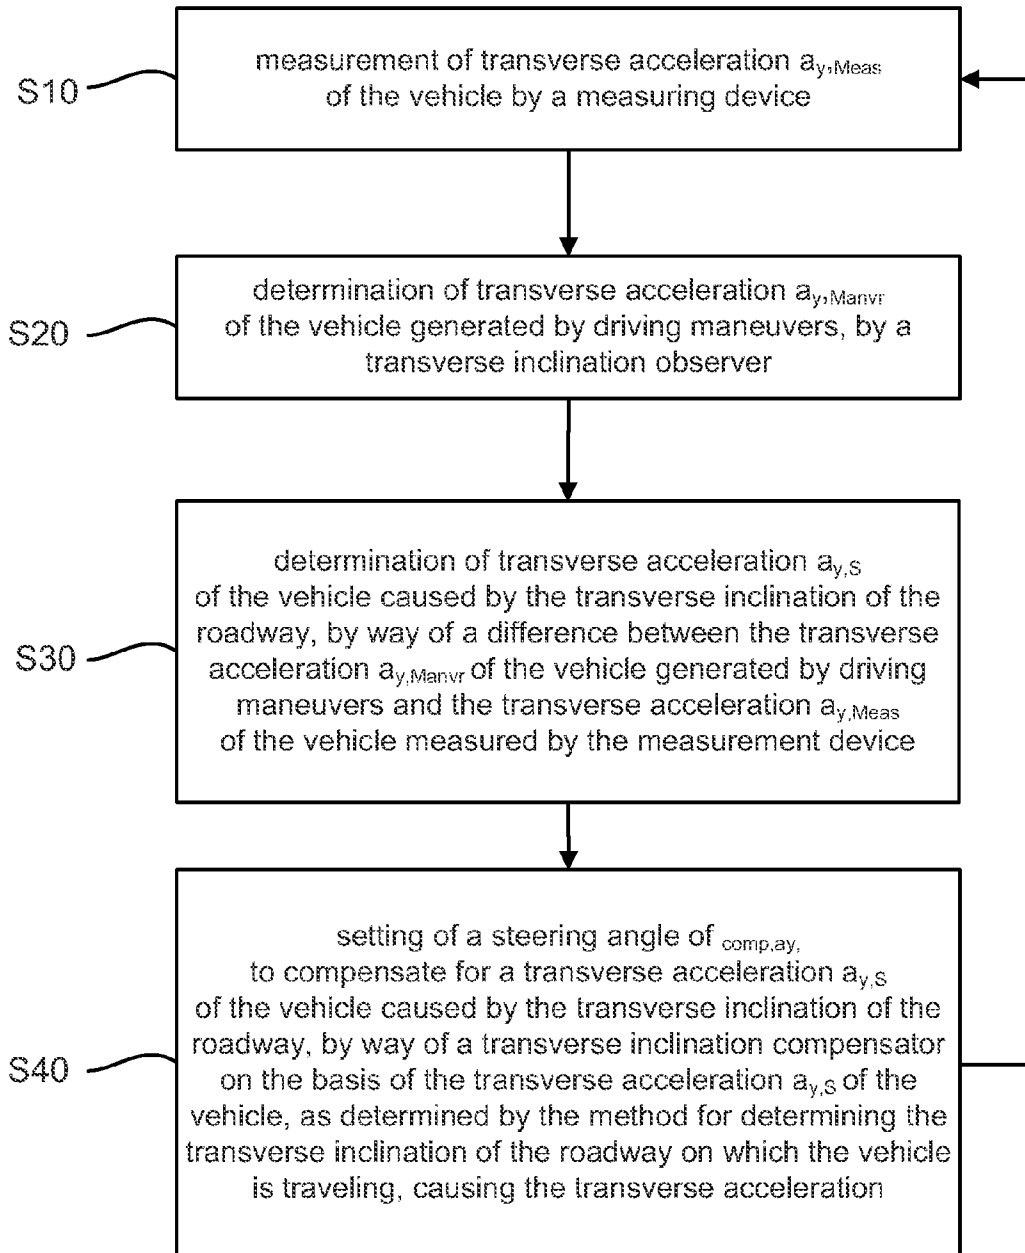 S10
measurement of transverse acceleration ay,Meas
of the vehicle by a measuring device
S20
determination of transverse acceleration ay,Manvr
of the vehicle generated by driving maneuvers, by a
transverse inclination observer
S30
determination of transverse acceleration ay,S
of the vehicle caused by the transverse inclination of the
roadway, by way of a difference between the transverse
acceleration ay,Manvr of the vehicle generated by driving
maneuvers and the transverse acceleration ay,Meas
of the vehicle measured by the measurement device
S40
setting of a steering angle of comp,ay,
to compensate for a transverse acceleration ay,S
of the vehicle caused by the transverse inclination of the
roadway, by way of a transverse inclination compensator
on the basis of the transverse acceleration ay,S of the
vehicle, as determined by the method for determining the
transverse inclination of the roadway on which the vehicle
is traveling, causing the transverse acceleration